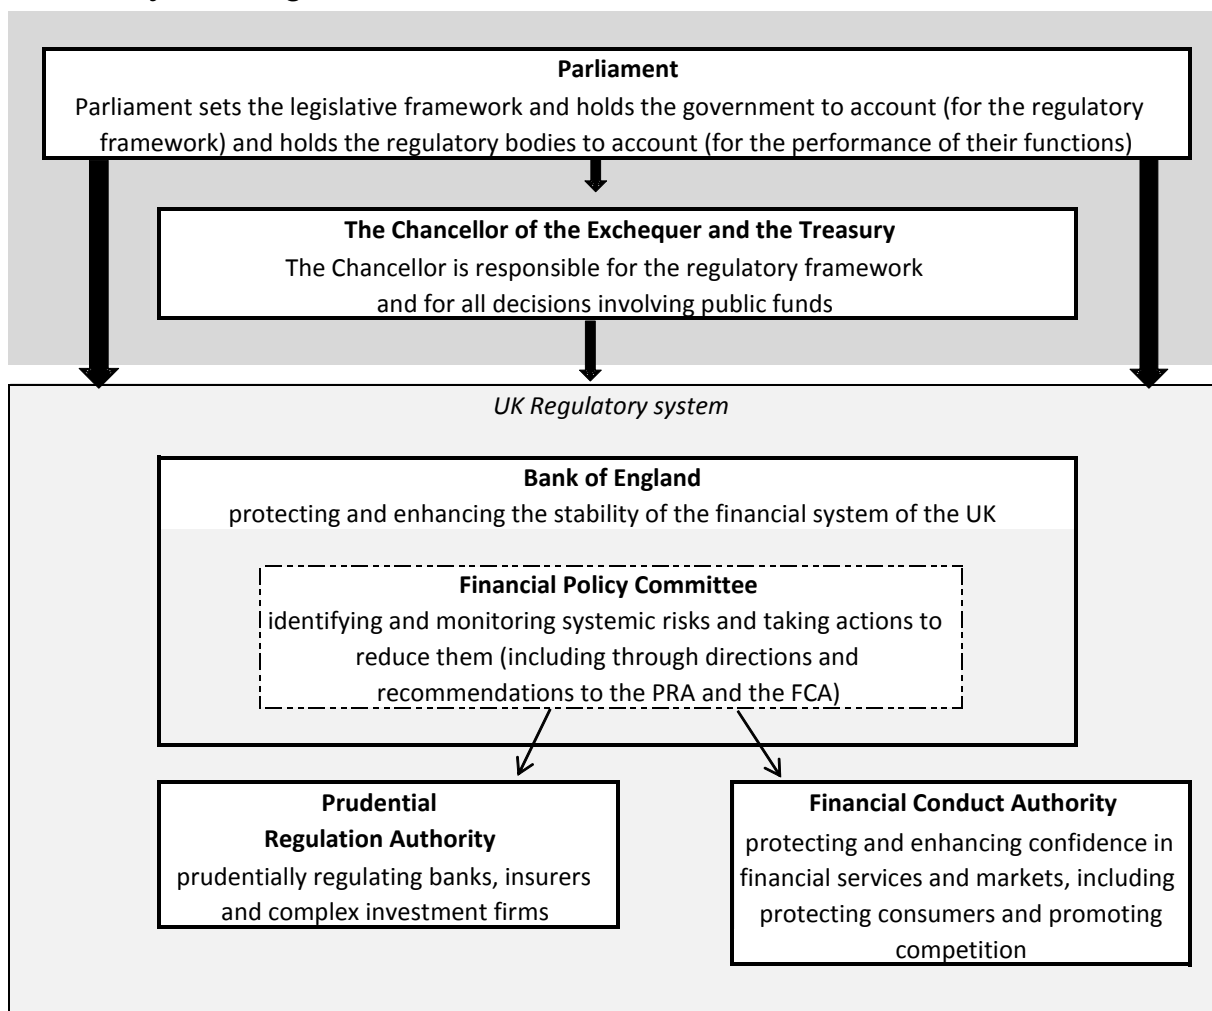 Parliament
Parliament sets the legislative framework and holds the government to account (for the regulatory
framework) and holds the regulatory bodies to account (for the performance of their functions)
The Chancellor of the Exchequer and the Treasury
The Chancellor is responsible for the regulatory framework
and for all decisions involving public funds
UK Regulatory system
Bank of England
protecting and enhancing the stability of the financial system of the UK
Financial Policy Committee
identifying and monitoring systemic risks and taking actions to
reduce them (including through directions and
recommendations to the PRA and the FCA)
Prudential
Regulation Authority
prudentially regulating banks, insurers
and complex investment firms
Financial Conduct Authority
protecting and enhancing confidence in
financial services and markets, including
protecting consumers and promoting
competition